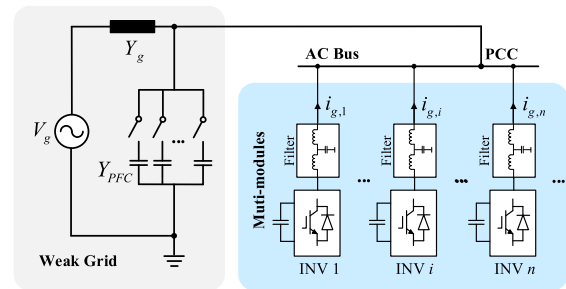 Y_g
V_g
Y_PFC
Weak Grid
AC Bus
PCC
i_g,1
i_g,i
i_g,n
Filter
Filter
Filter
...
...
...
...
Muti-modules
INV 1
INV i
INV n